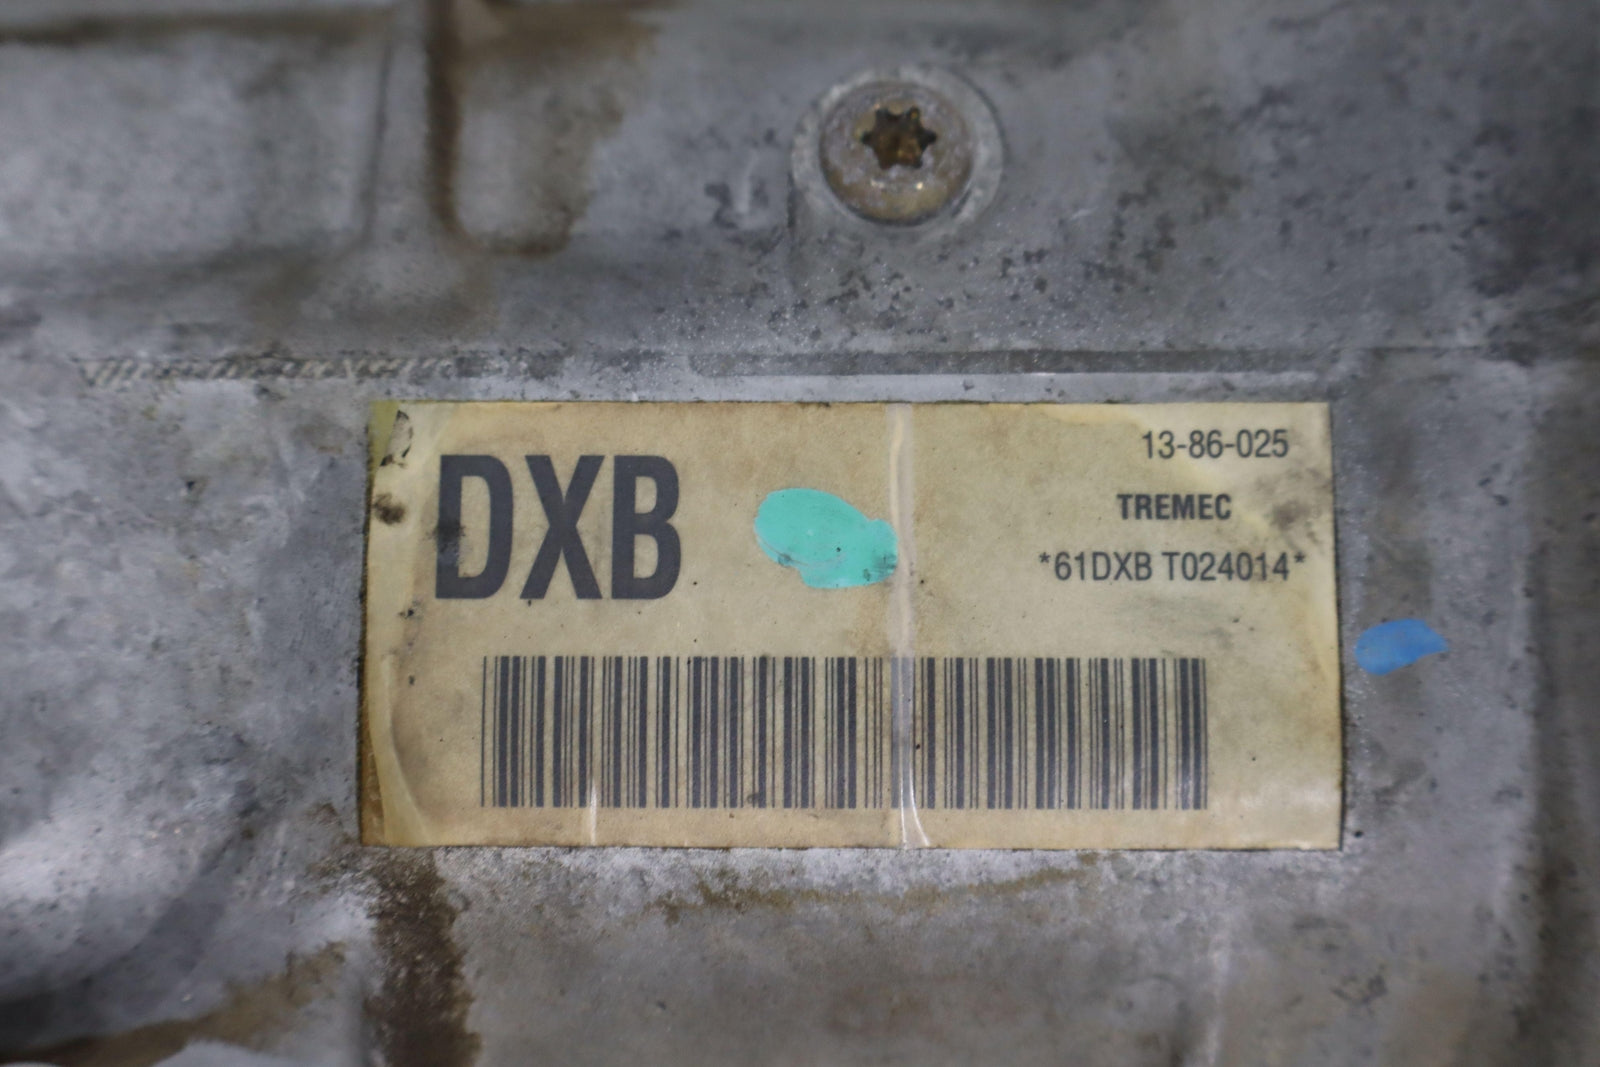 DXB
13-86-025
TREMEC
*61DXB T024014*